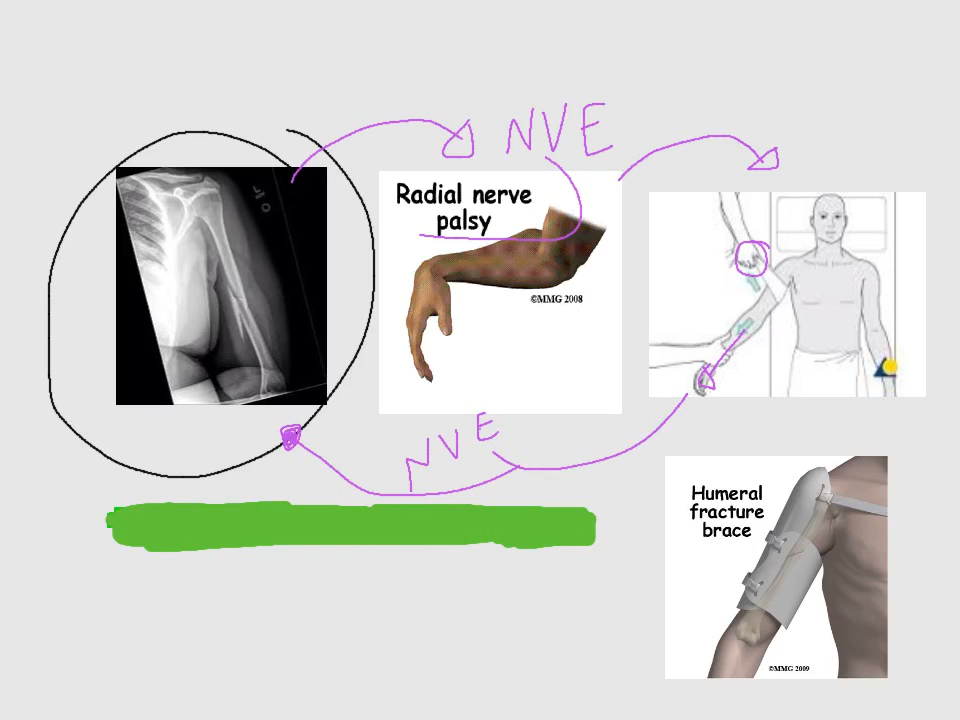 NVE
Radial nerve
palsy
©MMG 2008
NVE
Humeral
fracture
brace
©MMG 2009